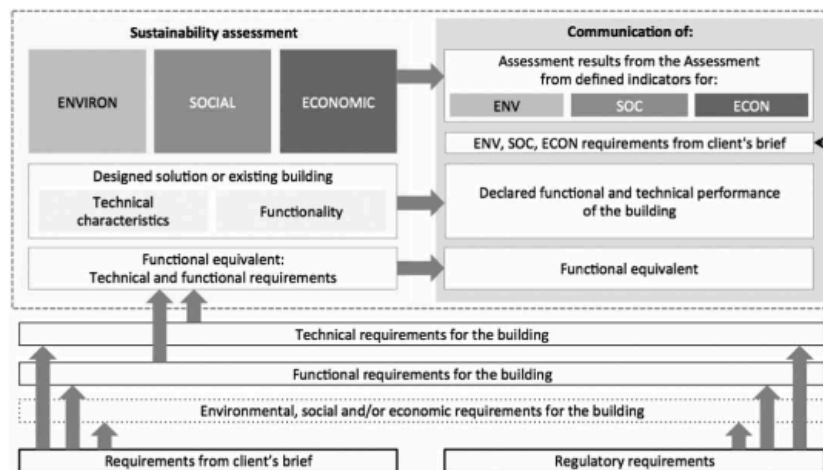 Sustainability assessment
ENVIRON
SOCIAL
ECONOMIC
Designed solution or existing building
Technical
characteristics
Functionality
Functional equivalent:
Technical and functional requirements
Communication of:
Assessment results from the Assessment
from defined indicators for:
ENV
SOC
ECON
ENV, SOC, ECON requirements from client's brief
Declared functional and technical performance
of the building
Functional equivalent
Technical requirements for the building
Functional requirements for the building
Environmental, social and/or economic requirements for the building
Requirements from client's brief
Regulatory requirements